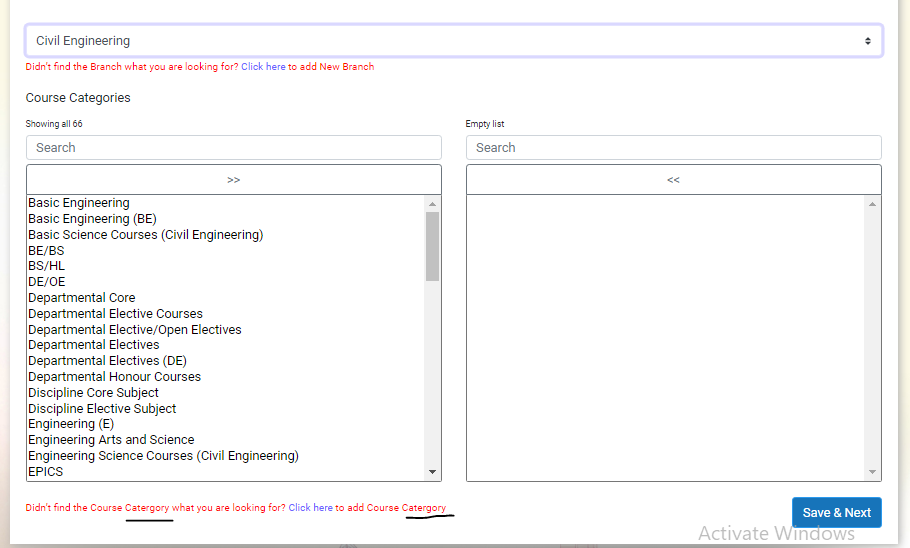 Civil Engineering
Didn't find the Branch what you are looking for? Click here to add New Branch
Course Categories
Showing all 66
Search
>>
Basic Engineering
Basic Engineering (BE)
Basic Science Courses (Civil Engineering)
BE/BS
BS/HL
DE/OE
Departmental Core
Departmental Elective Courses
Departmental Elective/Open Electives
Departmental Electives
Departmental Electives (DE)
Departmental Honour Courses
Discipline Core Subject
Discipline Elective Subject
Engineering (E)
Engineering Arts and Science
Engineering Science Courses (Civil Engineering)
EPICS
Empty list
Search
<<
Didn't find the Course Catergory what you are looking for? Click here to add Course Catergory
Save & Next
Activate Windows